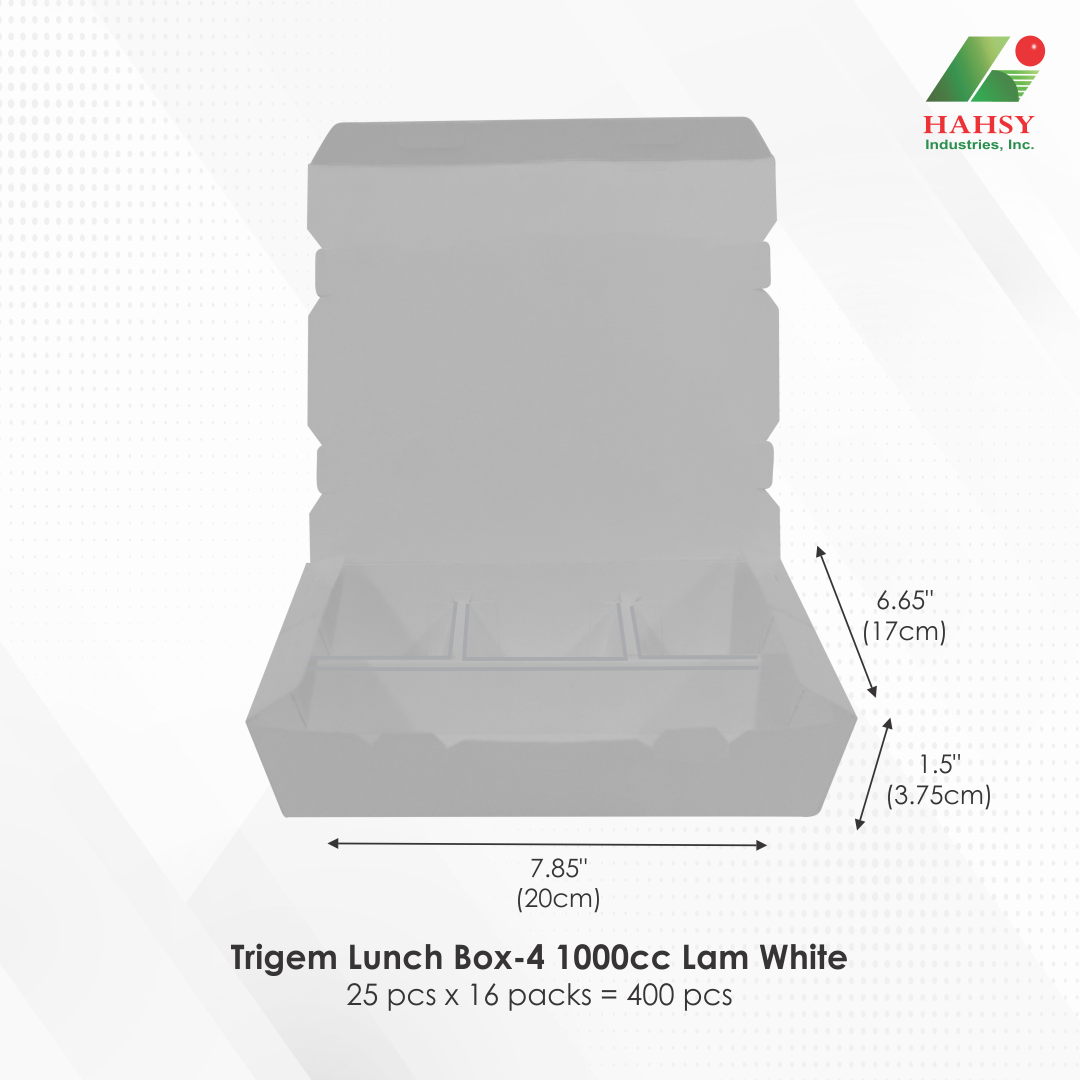 HAHSY
Industries, Inc.
6.65"
(17cm)
1.5"
(3.75cm)
7.85"
(20cm)
Trigem Lunch Box-4 1000cc Lam White
25 pcs x 16 packs = 400 pcs